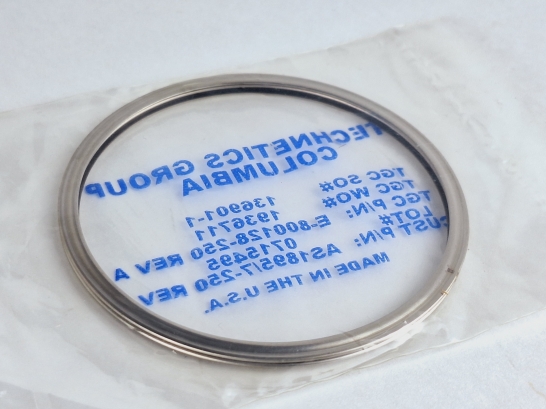 TECHNETICS GROUP
COLUMBIA
TGC SO# 136901-1
TGC WO# 1936711
TGC P/N: E-800128-250 REV A
LOT# 0715495
CUST P/N: AS1895/7-250 REV
MADE IN THE U.S.A.